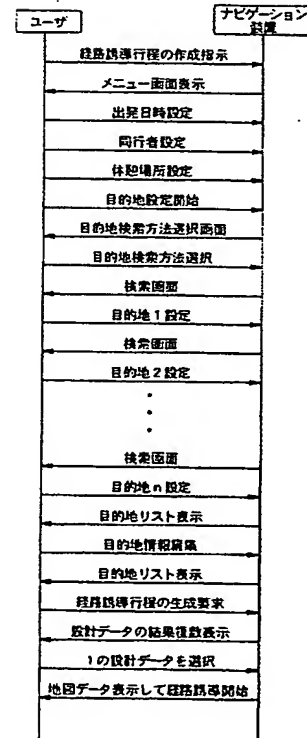 ユーザ
ナビゲーション
装置
経路誘導行程の作成指示
メニュー画面表示
出発日時設定
同行者設定
休憩場所設定
目的地設定開始
目的地検索方法選択画面
目的地検索方法選択
検索画面
目的地1設定
検索画面
目的地2設定
検索画面
目的地n設定
目的地リスト表示
目的地情報編集
目的地リスト表示
経路誘導行程の生成要求
設計データの結果複数表示
1の設計データを選択
地図データ表示して経路誘導開始